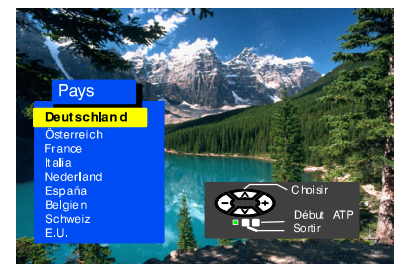 Pays
Deutschland
Österreich
France
Italia
Nederland
España
Belgien
Schweiz
E.U.
Choisir
Début ATP
Sortir